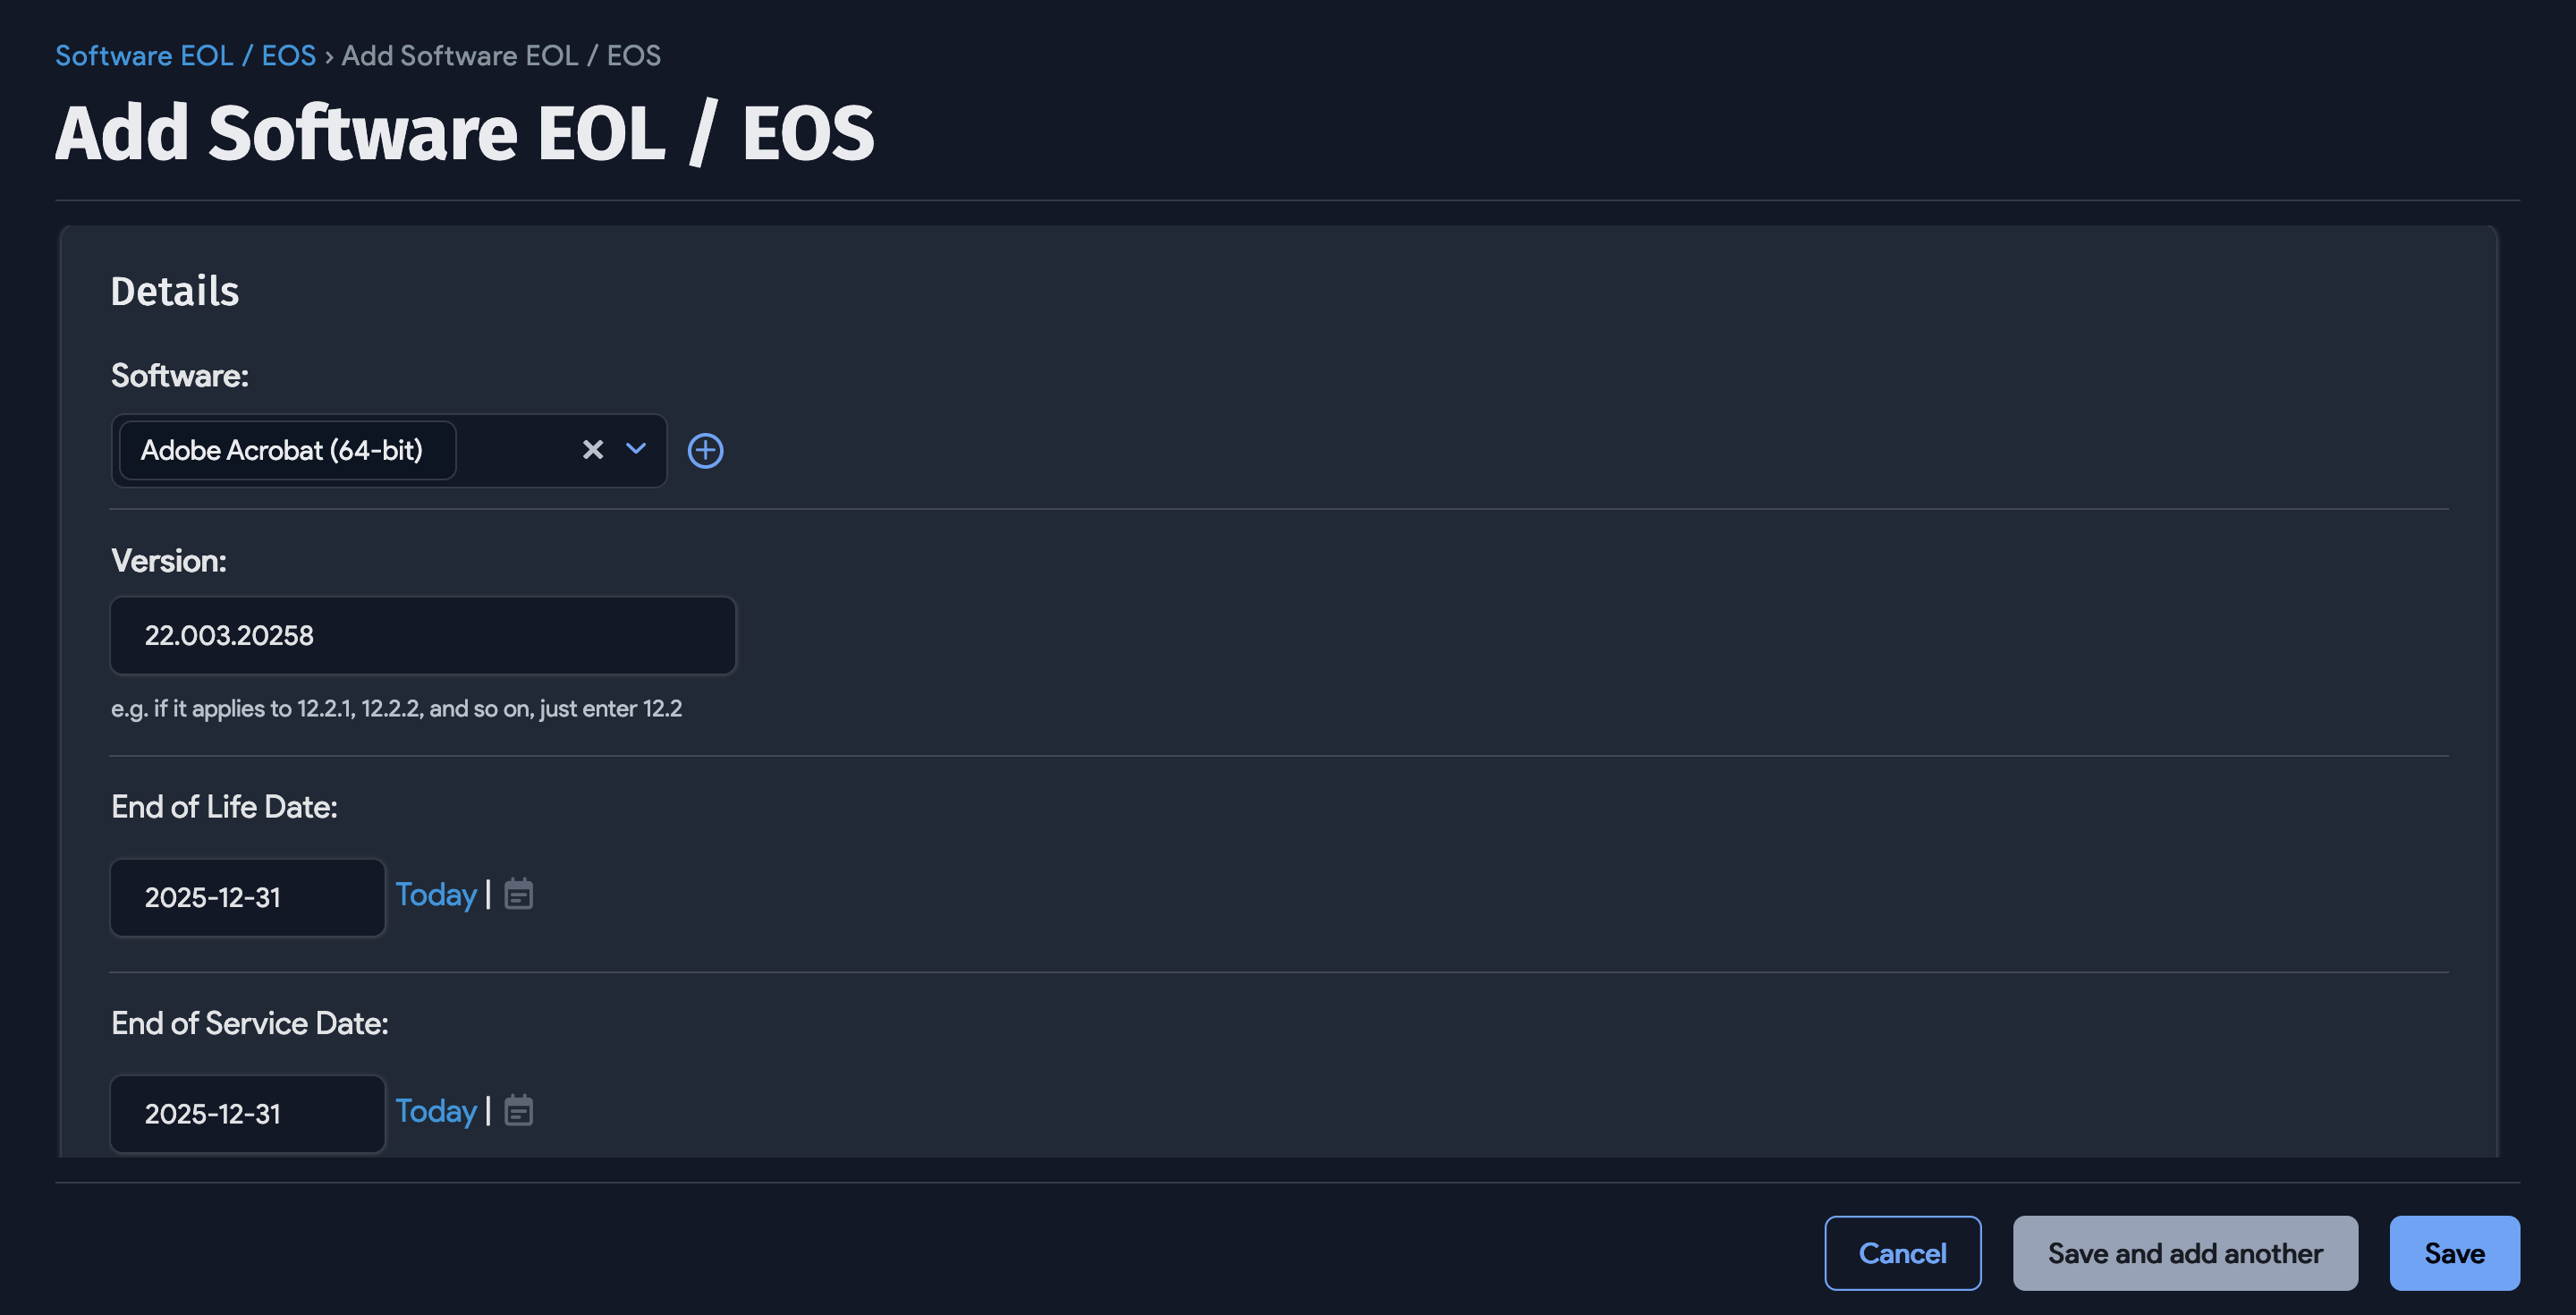 Software EOL / EOS › Add Software EOL / EOS
Add Software EOL / EOS
Details
Software:
Adobe Acrobat (64-bit)
Version:
22.003.20258
e.g. if it applies to 12.2.1, 12.2.2, and so on, just enter 12.2
End of Life Date:
2025-12-31 Today |
End of Service Date:
2025-12-31 Today |
Cancel Save and add another Save